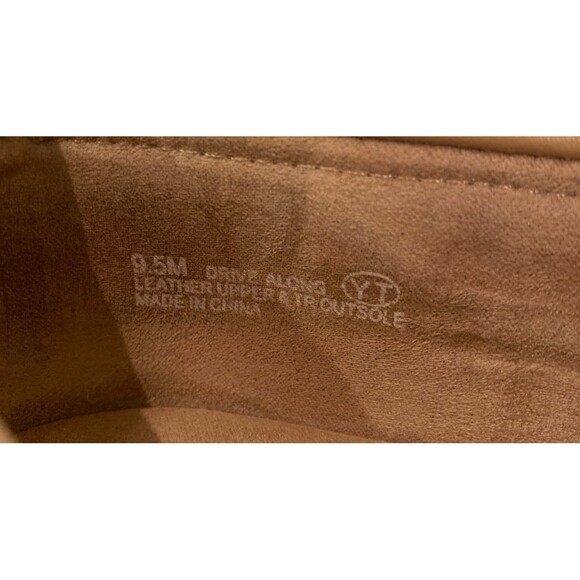 9.5M DRIVE ALONG YT
LEATHER UPPER & TR OUTSOLE
MADE IN CHINA